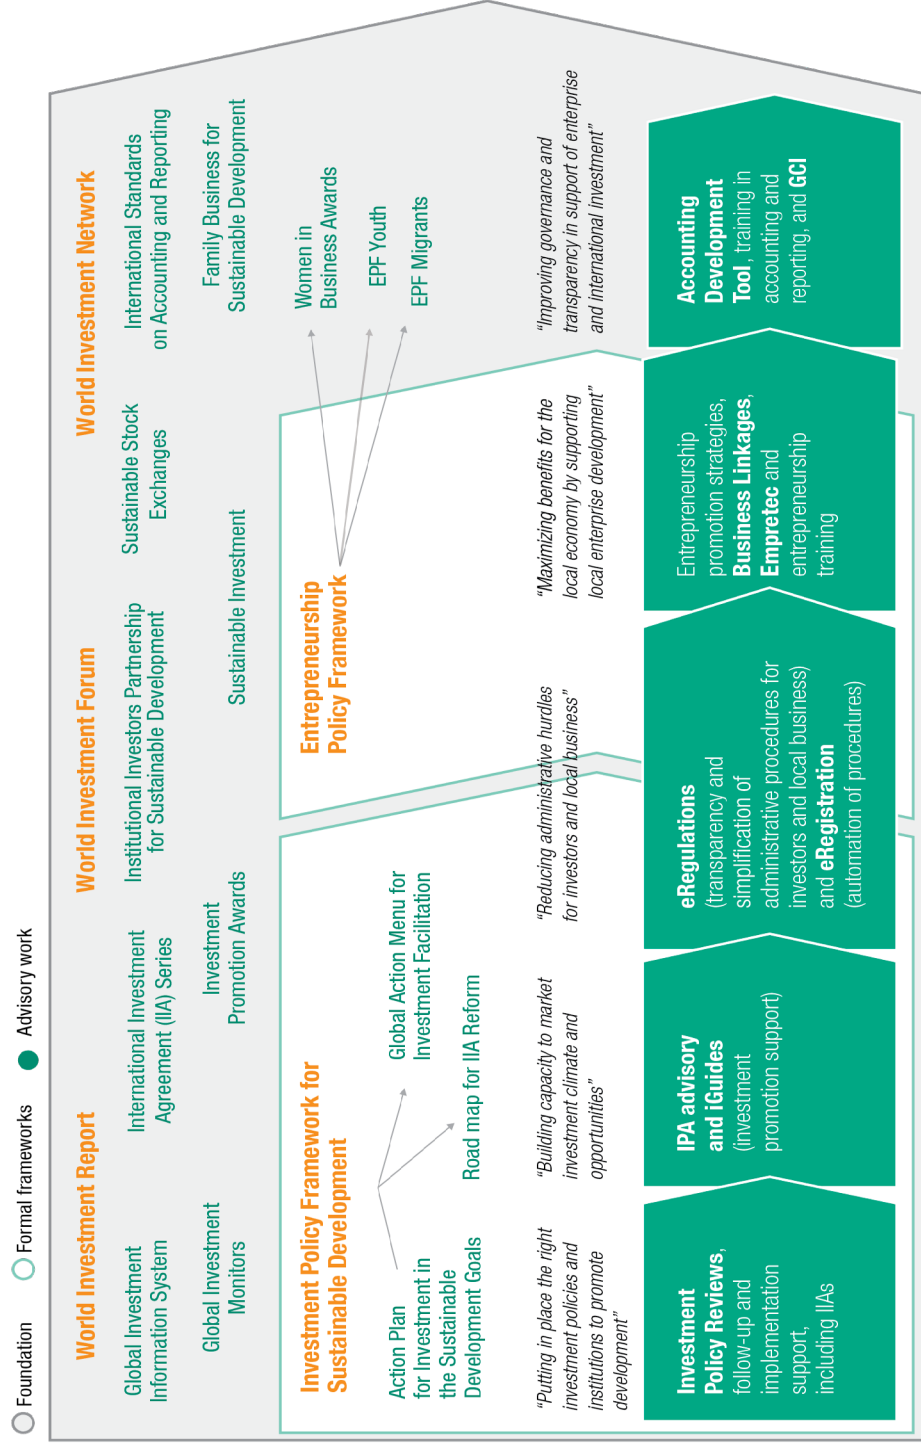 Foundation
Formal frameworks
Advisory work
World Investment Report
World Investment Forum
World Investment Network
Global Investment
Information System
International Investment
Agreement (IIA) Series
Institutional Investors Partnership
for Sustainable Development
Sustainable Stock
Exchanges
International Standards
on Accounting and Reporting
Global Investment
Monitors
Investment
Promotion Awards
Sustainable Investment
Family Business for
Sustainable Development
Investment Policy Framework for
Sustainable Development
Action Plan
for Investment in
the Sustainable
Development Goals
Global Action Menu for
Investment Facilitation
Road map for IIA Reform
Entrepreneurship
Policy Framework
Women in
Business Awards
EPF Youth
EPF Migrants
“Putting in place the right
investment policies and
institutions to promote
development”
“Building capacity to market
investment climate and
opportunities”
“Reducing administrative hurdles
for investors and local business”
“Maximizing benefits for the
local economy by supporting
local enterprise development”
“Improving governance and
transparency in support of enterprise
and international investment”
Investment
Policy Reviews,
follow-up and
implementation
support,
including IIAs
IPA advisory
and iGuides
(investment
promotion support)
eRegulations
(transparency and
simplification of
administrative procedures for
investors and local business)
and eRegistration
(automation of procedures)
Entrepreneurship
promotion strategies,
Business Linkages,
Empretec and
entrepreneurship
training
Accounting
Development
Tool, training in
accounting and
reporting, and GCI